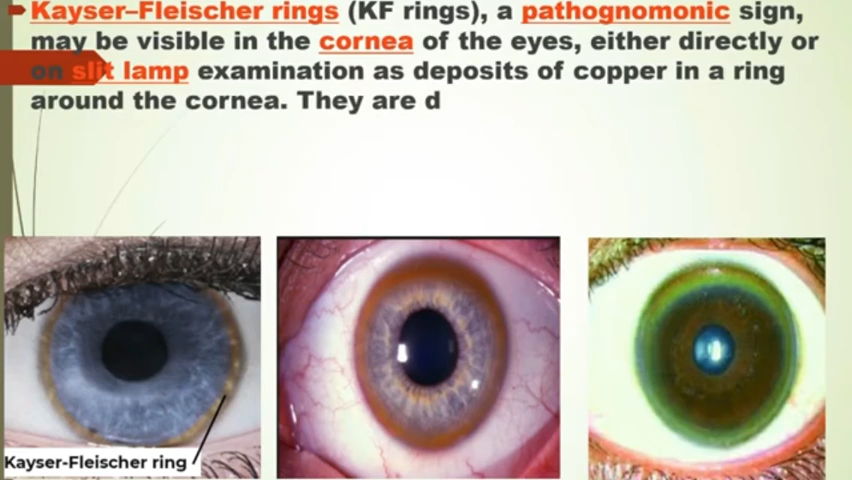 Kayser–Fleischer rings (KF rings), a pathognomonic sign,
may be visible in the cornea of the eyes, either directly or
on slit lamp examination as deposits of copper in a ring
around the cornea. They are d
Kayser-Fleischer ring